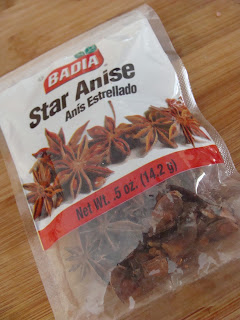 BADIA
Star Anise
Anís Estrellado
Net Wt. .5 oz. (14.2 g)